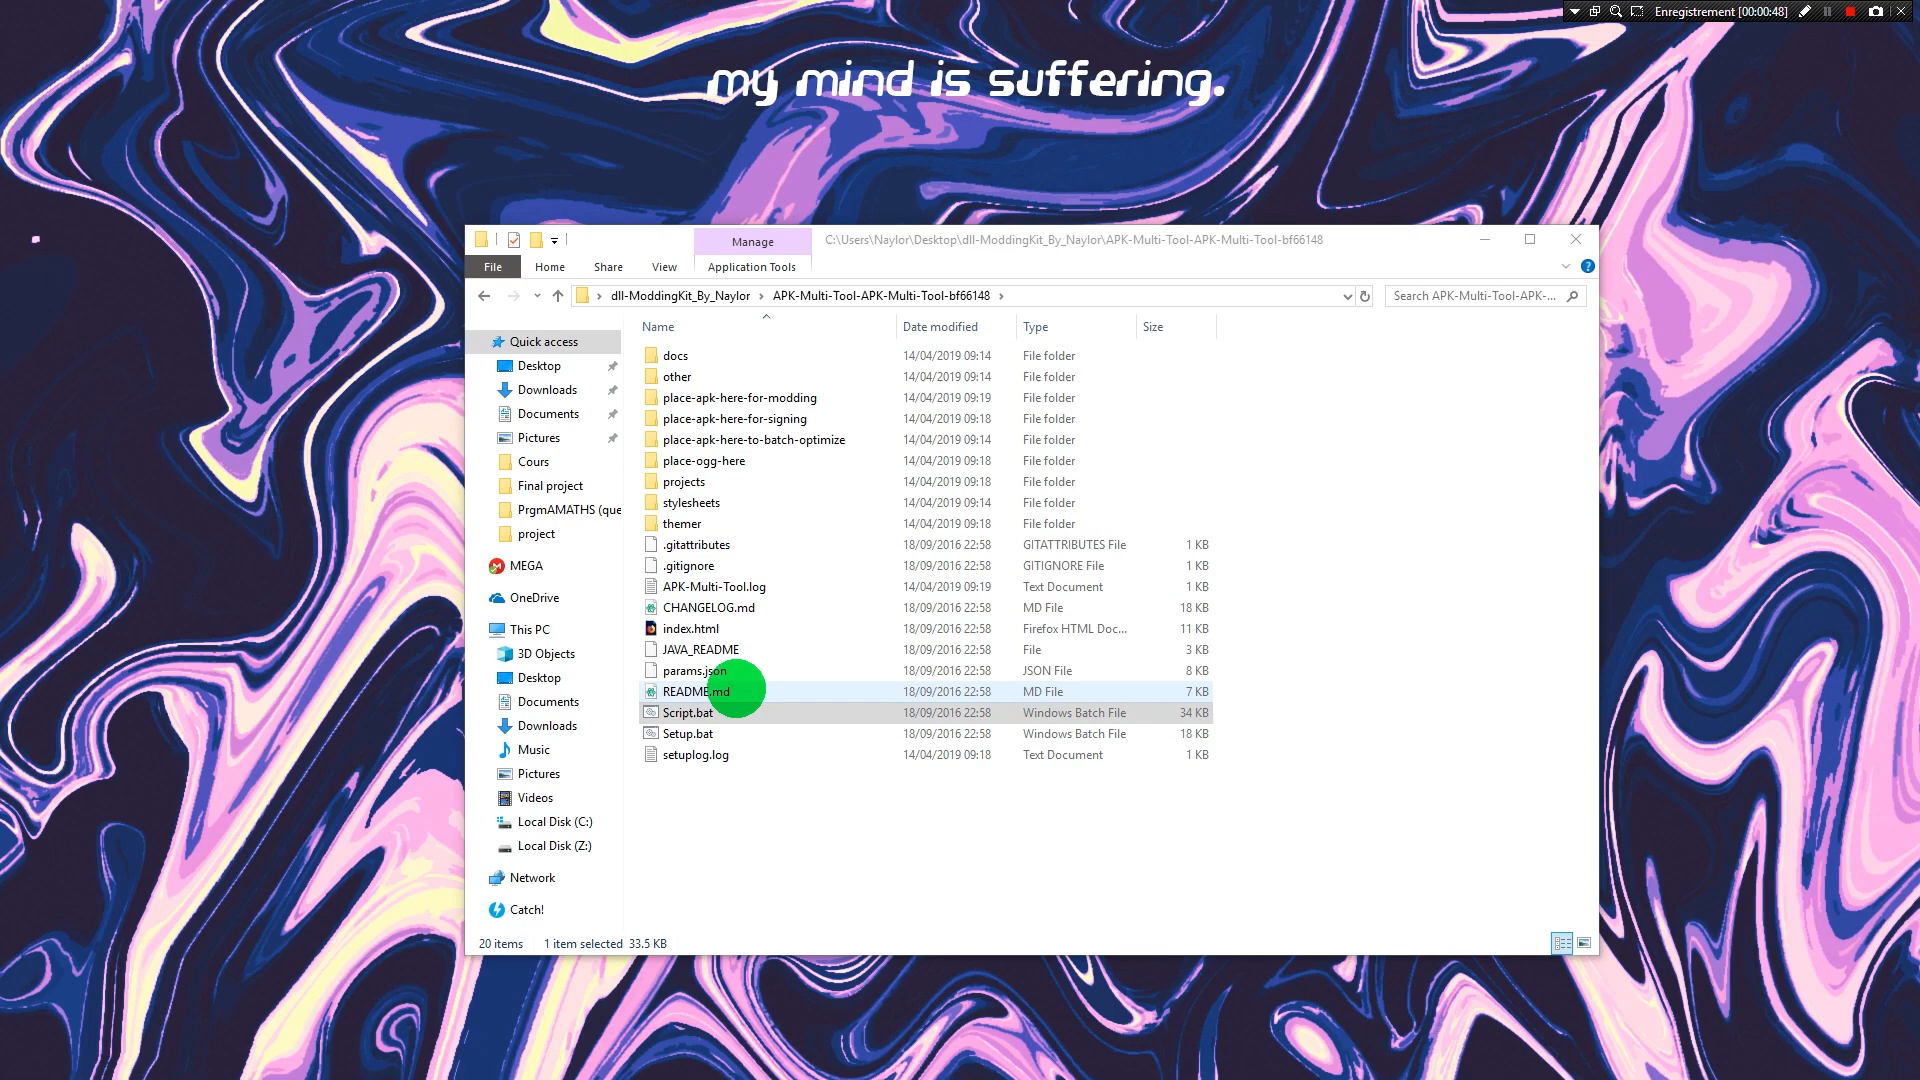 Enregistrement [00:00:48]
my mind is suffering.
Manage
C:\Users\Naylor\Desktop\dll-ModdingKit_By_Naylor\APK-Multi-Tool-APK-Multi-Tool-bf66148
File Home Share View Application Tools
dll-ModdingKit_By_Naylor APK-Multi-Tool-APK-Multi-Tool-bf66148
Search APK-Multi-Tool-APK-...
Name Date modified Type Size
Quick access
Desktop
Downloads
Documents
Pictures
Cours
Final project
PrgmAMATHS (que
project
MEGA
OneDrive
This PC
3D Objects
Desktop
Documents
Downloads
Music
Pictures
Videos
Local Disk (C:)
Local Disk (Z:)
Network
Catch!
docs 14/04/2019 09:14 File folder
other 14/04/2019 09:14 File folder
place-apk-here-for-modding 14/04/2019 09:19 File folder
place-apk-here-for-signing 14/04/2019 09:18 File folder
place-apk-here-to-batch-optimize 14/04/2019 09:14 File folder
place-ogg-here 14/04/2019 09:18 File folder
projects 14/04/2019 09:18 File folder
stylesheets 14/04/2019 09:14 File folder
themer 14/04/2019 09:18 File folder
.gitattributes 18/09/2016 22:58 GITATTRIBUTES File 1 KB
.gitignore 18/09/2016 22:58 GITIGNORE File 1 KB
APK-Multi-Tool.log 14/04/2019 09:19 Text Document 1 KB
CHANGELOG.md 18/09/2016 22:58 MD File 18 KB
index.html 18/09/2016 22:58 Firefox HTML Doc... 11 KB
JAVA_README 18/09/2016 22:58 File 3 KB
params.json 18/09/2016 22:58 JSON File 8 KB
README.md 18/09/2016 22:58 MD File 7 KB
Script.bat 18/09/2016 22:58 Windows Batch File 34 KB
Setup.bat 18/09/2016 22:58 Windows Batch File 18 KB
setuplog.log 14/04/2019 09:18 Text Document 1 KB
20 items 1 item selected 33.5 KB